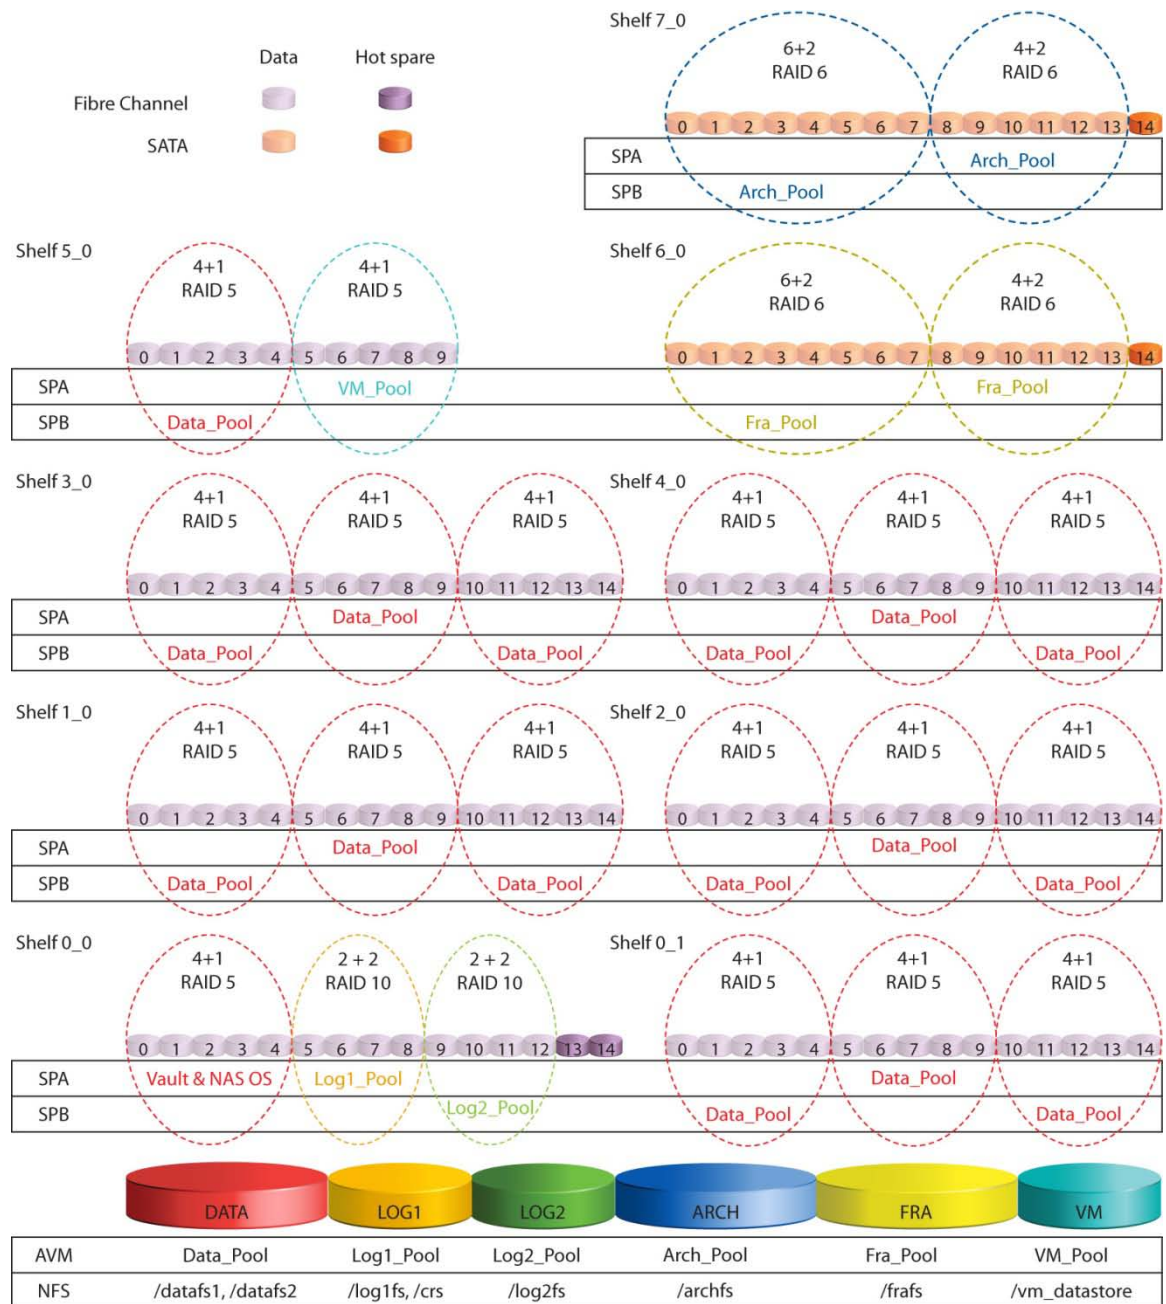 Shelf 7_0
Data Hot spare
Fibre Channel
SATA
6+2 4+2
RAID 6 RAID 6
0 1 2 3 4 5 6 7 8 9 10 11 12 13 14
SPA Arch_Pool
SPB Arch_Pool
Shelf 5_0
4+1 4+1
RAID 5 RAID 5
0 1 2 3 4 5 6 7 8 9
SPA VM_Pool
SPB Data_Pool
Shelf 6_0
6+2 4+2
RAID 6 RAID 6
0 1 2 3 4 5 6 7 8 9 10 11 12 13 14
Fra_Pool
Fra_Pool
Shelf 3_0 Shelf 4_0
4+1 4+1 4+1 4+1 4+1 4+1
RAID 5 RAID 5 RAID 5 RAID 5 RAID 5 RAID 5
0 1 2 3 4 5 6 7 8 9 10 11 12 13 14 0 1 2 3 4 5 6 7 8 9 10 11 12 13 14
SPA Data_Pool Data_Pool
SPB Data_Pool Data_Pool Data_Pool Data_Pool
Shelf 1_0 Shelf 2_0
4+1 4+1 4+1 4+1 4+1 4+1
RAID 5 RAID 5 RAID 5 RAID 5 RAID 5 RAID 5
0 1 2 3 4 5 6 7 8 9 10 11 12 13 14 0 1 2 3 4 5 6 7 8 9 10 11 12 13 14
SPA Data_Pool Data_Pool
SPB Data_Pool Data_Pool Data_Pool Data_Pool
Shelf 0_0 Shelf 0_1
4+1 2 + 2 2 + 2 4+1 4+1 4+1
RAID 5 RAID 10 RAID 10 RAID 5 RAID 5 RAID 5
0 1 2 3 4 5 6 7 8 9 10 11 12 13 14 0 1 2 3 4 5 6 7 8 9 10 11 12 13 14
SPA Vault & NAS OS Log1_Pool Data_Pool
SPB Log2_Pool Data_Pool Data_Pool
DATA LOG1 LOG2 ARCH FRA VM
AVM Data_Pool Log1_Pool Log2_Pool Arch_Pool Fra_Pool VM_Pool
NFS /datafs1, /datafs2 /log1fs, /crs /log2fs /archfs /frafs /vm_datastore